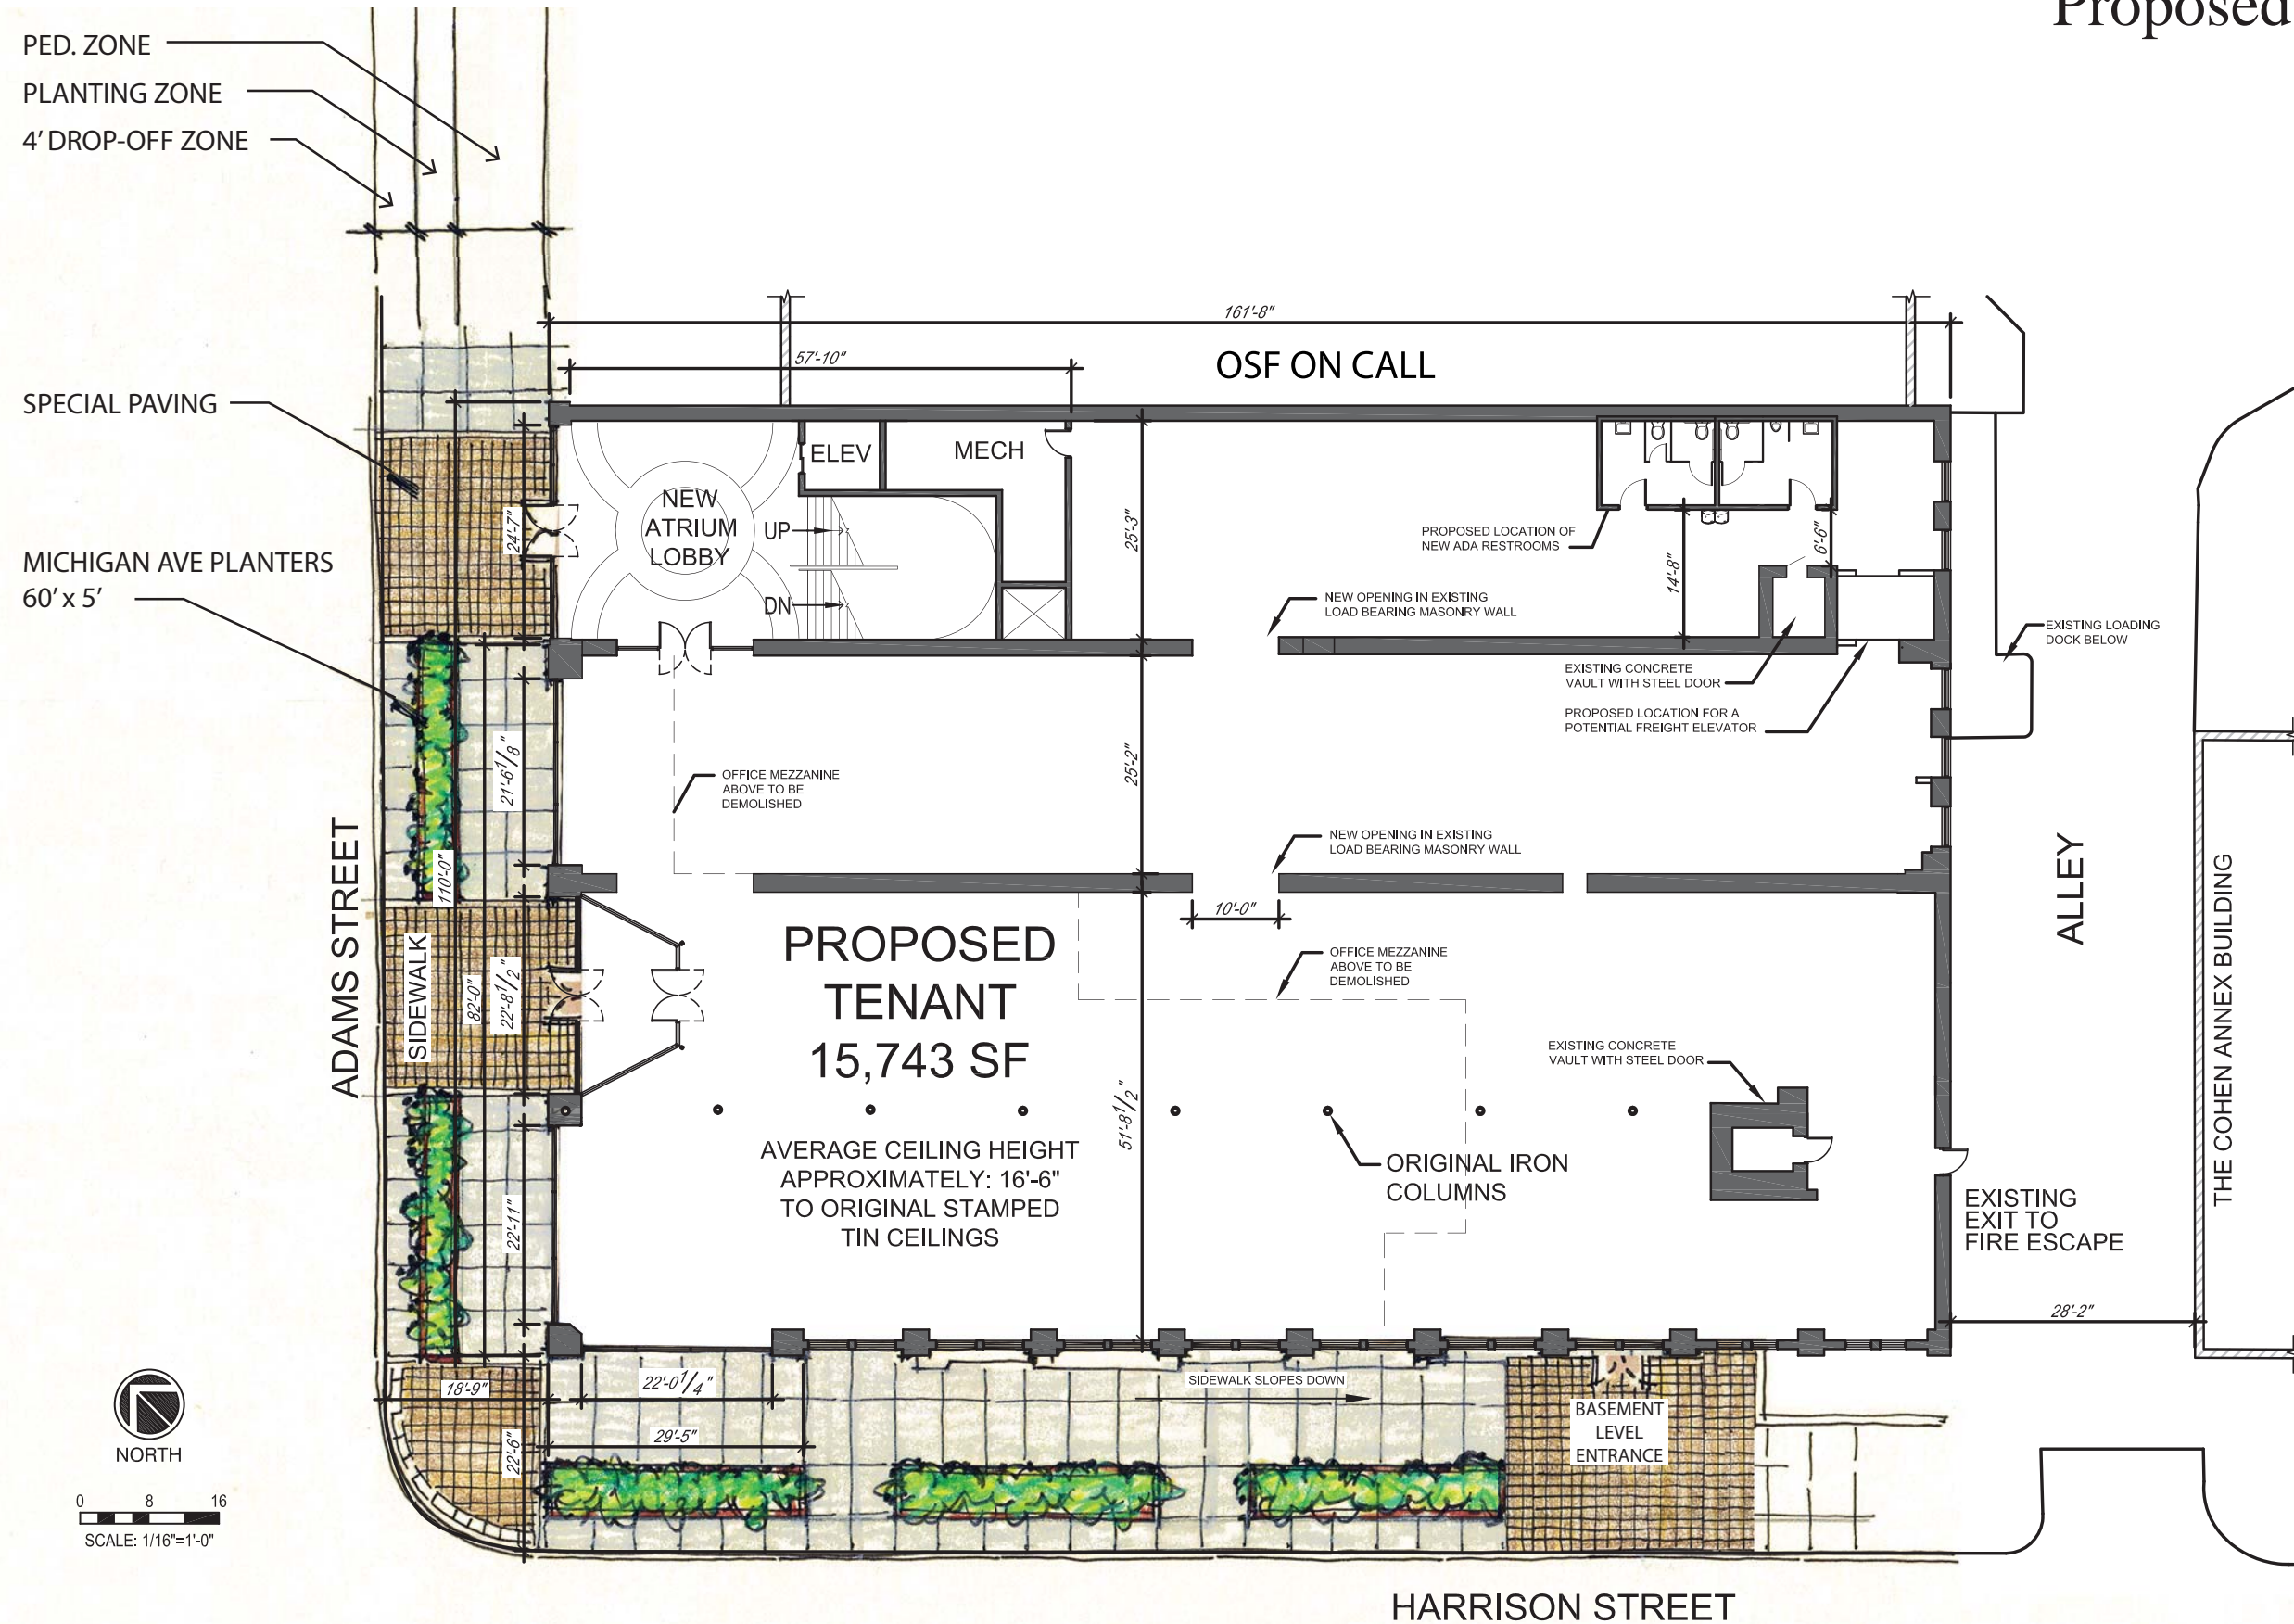 Proposed
PED. ZONE
PLANTING ZONE
4' DROP-OFF ZONE
161'-8"
57'-10"
OSF ON CALL
SPECIAL PAVING
ELEV
MECH
NEW
ATRIUM
LOBBY
UP
DN
24'-7"
25'-3"
PROPOSED LOCATION OF
NEW ADA RESTROOMS
14'-8"
6'-6"
MICHIGAN AVE PLANTERS
60' x 5'
NEW OPENING IN EXISTING
LOAD BEARING MASONRY WALL
EXISTING LOADING
DOCK BELOW
EXISTING CONCRETE
VAULT WITH STEEL DOOR
PROPOSED LOCATION FOR A
POTENTIAL FREIGHT ELEVATOR
21'-6 1/8"
25'-2"
OFFICE MEZZANINE
ABOVE TO BE
DEMOLISHED
NEW OPENING IN EXISTING
LOAD BEARING MASONRY WALL
110'-0"
10'-0"
ADAMS STREET
SIDEWALK
82'-0"
22'-8 1/2"
PROPOSED
TENANT
15,743 SF
OFFICE MEZZANINE
ABOVE TO BE
DEMOLISHED
ALLEY
THE COHEN ANNEX BUILDING
EXISTING CONCRETE
VAULT WITH STEEL DOOR
51'-8 1/2"
AVERAGE CEILING HEIGHT
APPROXIMATELY: 16'-6"
TO ORIGINAL STAMPED
TIN CEILINGS
ORIGINAL IRON
COLUMNS
22'-11"
EXISTING
EXIT TO
FIRE ESCAPE
28'-2"
18'-9"
22'-0 1/4"
SIDEWALK SLOPES DOWN
29'-5"
22'-6"
BASEMENT
LEVEL
ENTRANCE
NORTH
0 8 16
SCALE: 1/16"=1'-0"
HARRISON STREET